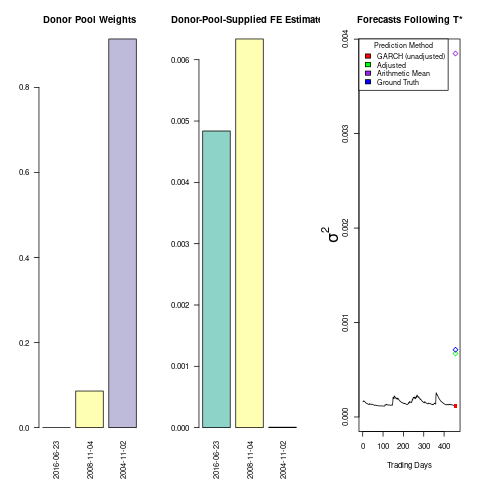 Donor Pool Weights
0.8
0.6
0.4
0.2
0.0
2016-06-23
2008-11-04
2004-11-02
Donor-Pool-Supplied FE Estimate
0.006
0.005
0.004
0.003
0.002
0.001
0.000
2016-06-23
2008-11-04
2004-11-02
Forecasts Following T*
Prediction Method
GARCH (unadjusted)
Adjusted
Arithmetic Mean
Ground Truth
σ²
0.004
0.003
0.002
0.001
0.000
0 100 200 300 400
Trading Days